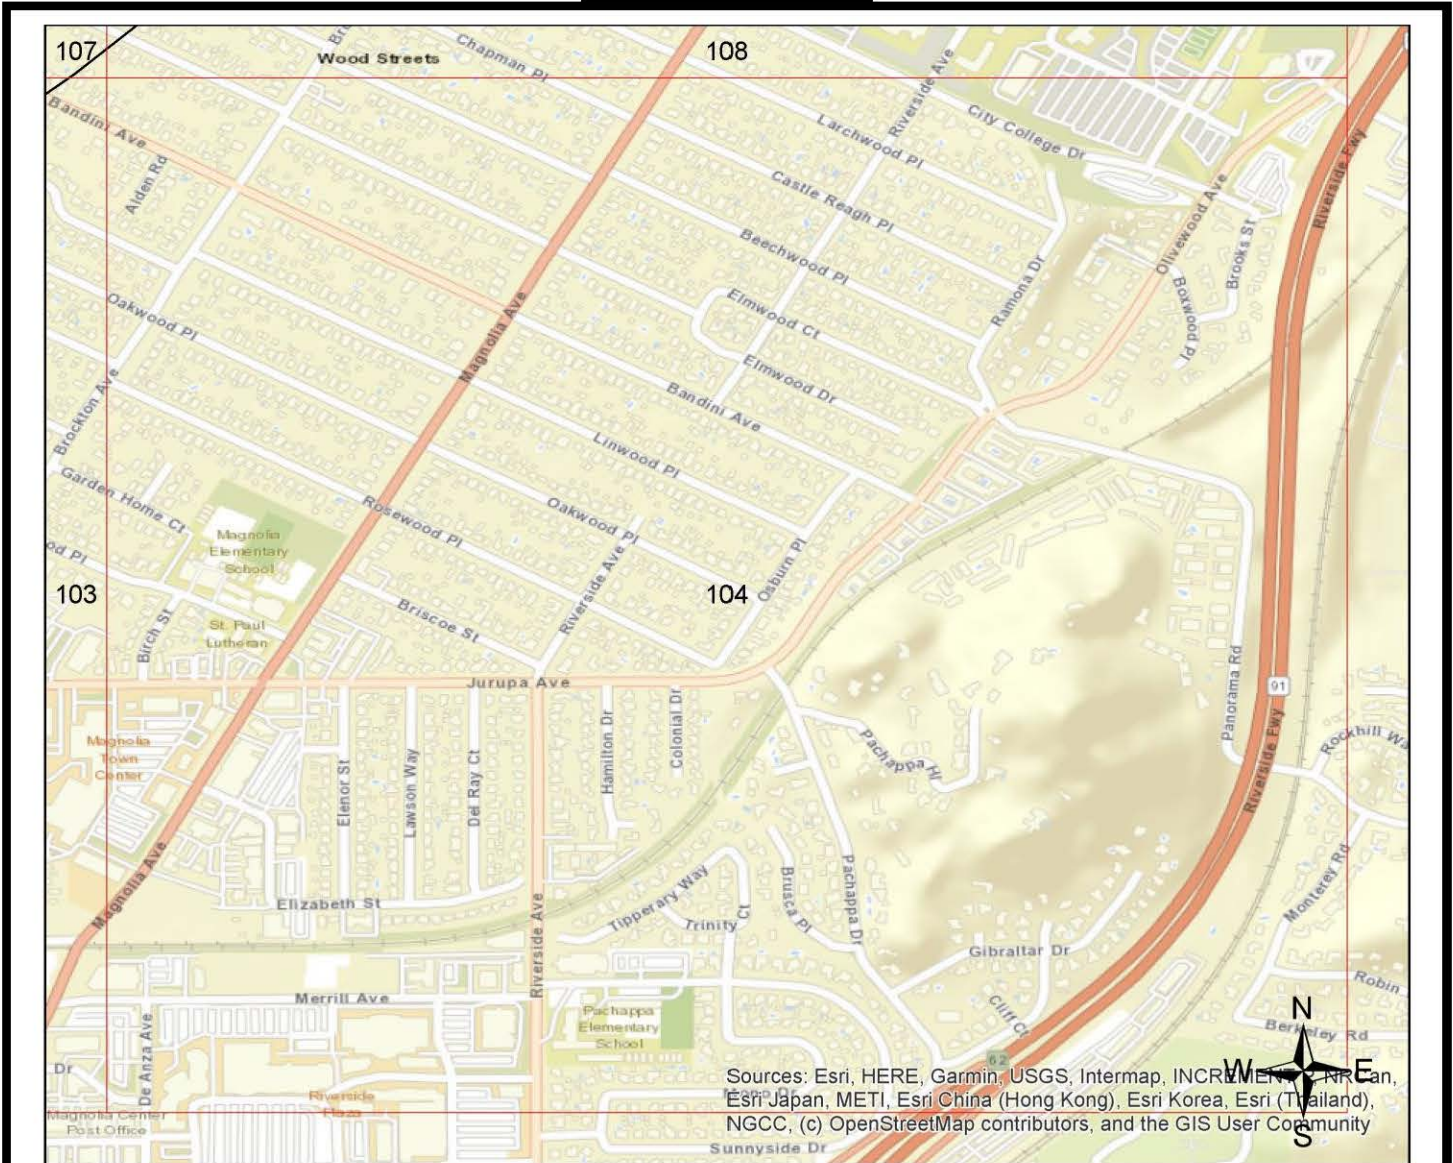 107
108
Wood Streets
Chapman Pl
Riverside Ave
City College Dr
Larchwood Pl
Bandini Ave
Alden Rd
Riverside Fwy
Castle Reagh Pl
Olivewood Ave
Brooks St
Beechwood Pl
Ramona Dr
Boxwood Pl
Elmwood Ct
Oakwood Pl
Magnolia Ave
Elmwood Dr
Bandini Ave
Brockton Ave
Linwood Pl
Garden Home Ct
Rosewood Pl
Oakwood Pl
Magnolia
Elementary
School
od Pl
103
104
Osburn Pl
Riverside Ave
Briscoe St
Birch St
St. Paul
Lutheran
Jurupa Ave
Panorama Rd
91
Riverside Fwy
Rockhill Wa
Magnolia
Town
Center
Elenor St
Lawson Way
Del Ray Ct
Hamilton Dr
Colonial Dr
Pachappa Hl
Magnolia Ave
Elizabeth St
Riverside Ave
Tipperary Way
Trinity Ct
Brusca Pl
Pachappa Dr
Gibraltar Dr
Monterey Rd
Robin
Merrill Ave
De Anza Ave
Pachappa
Elementary
School
Cliff Ct
62
Berkeley Rd
N
W
E
S
Dr
Riverside
Plaza
Magnolia Center
Post Office
Sunnyside Dr
Sources: Esri, HERE, Garmin, USGS, Intermap, INCREMENT P, NRCan,
Esri Japan, METI, Esri China (Hong Kong), Esri Korea, Esri (Thailand),
NGCC, (c) OpenStreetMap contributors, and the GIS User Community